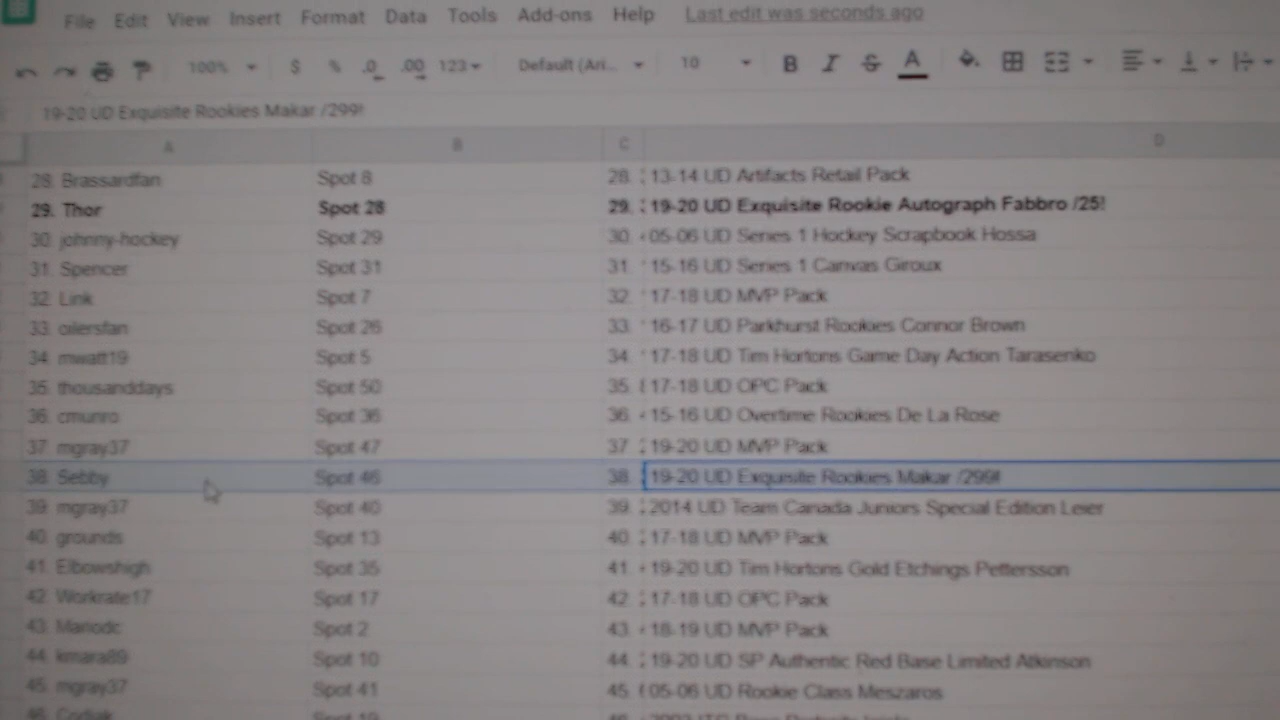 File Edit View Insert Format Data Tools Add-ons Help Last edit was seconds ago
100% $ % .0 .00 123 Default (Ari... 10 B I S A
19-20 UD Exquisite Rookies Makar /299!
A B C D
28. Brassardfan Spot 8 28. 13-14 UD Artifacts Retail Pack
29. Thor Spot 28 29. 19-20 UD Exquisite Rookie Autograph Fabbro /25!
30. johnny-hockey Spot 29 30. 05-06 UD Series 1 Hockey Scrapbook Hossa
31. Spencer Spot 31 31. 15-16 UD Series 1 Canvas Giroux
32. Link Spot 7 32. 17-18 UD MVP Pack
33. oilersfan Spot 26 33. 16-17 UD Parkhurst Rookies Connor Brown
34. mwatt19 Spot 5 34. 17-18 UD Tim Hortons Game Day Action Tarasenko
35. thousanddays Spot 50 35. 17-18 UD OPC Pack
36. cmunro Spot 36 36. 15-16 UD Overtime Rookies De La Rose
37. mgray37 Spot 47 37. 19-20 UD MVP Pack
38. Sebby Spot 46 38. 19-20 UD Exquisite Rookies Makar /299!
39. mgray37 Spot 40 39. 2014 UD Team Canada Juniors Special Edition Leier
40. grounds Spot 13 40. 17-18 UD MVP Pack
41. Elbowshigh Spot 35 41. 19-20 UD Tim Hortons Gold Etchings Pettersson
42. Workrate17 Spot 17 42. 17-18 UD OPC Pack
43. Mariodc Spot 2 43. 18-19 UD MVP Pack
44. kmara89 Spot 10 44. 19-20 UD SP Authentic Red Base Limited Atkinson
45. mgray37 Spot 41 45. 05-06 UD Rookie Class Meszaros